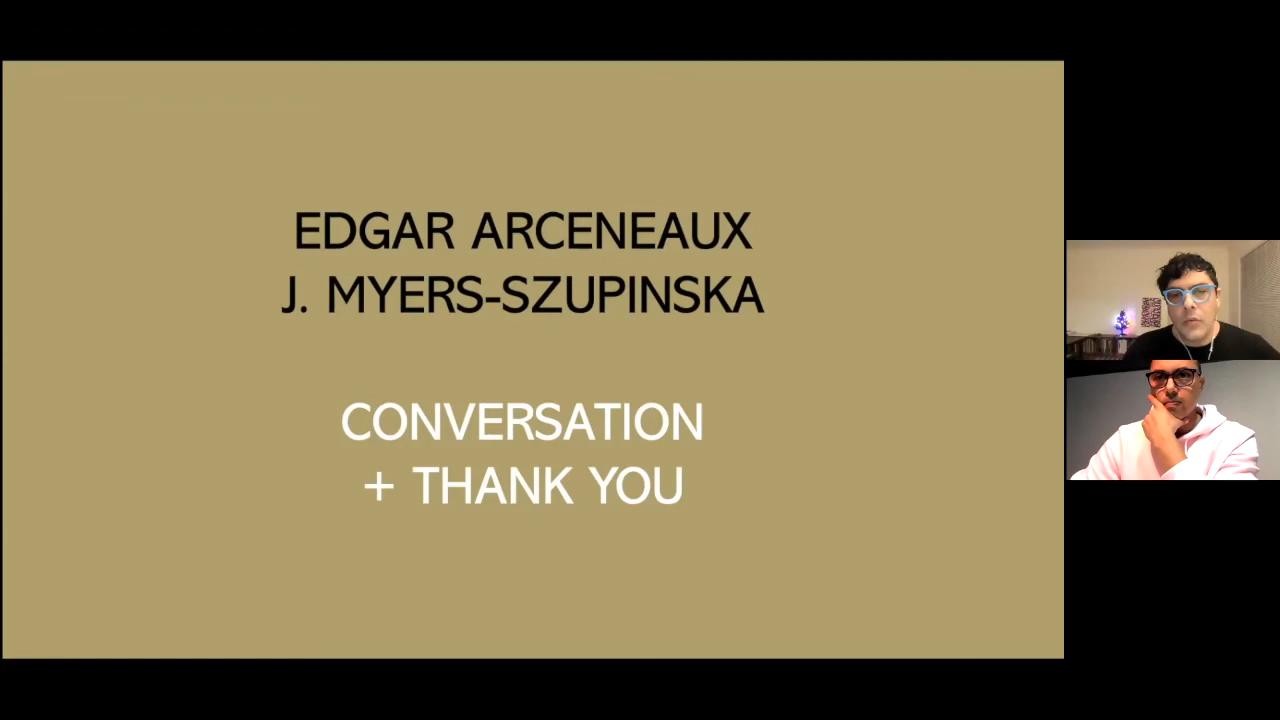 EDGAR ARCENEAUX
J. MYERS-SZUPINSKA
CONVERSATION
+ THANK YOU